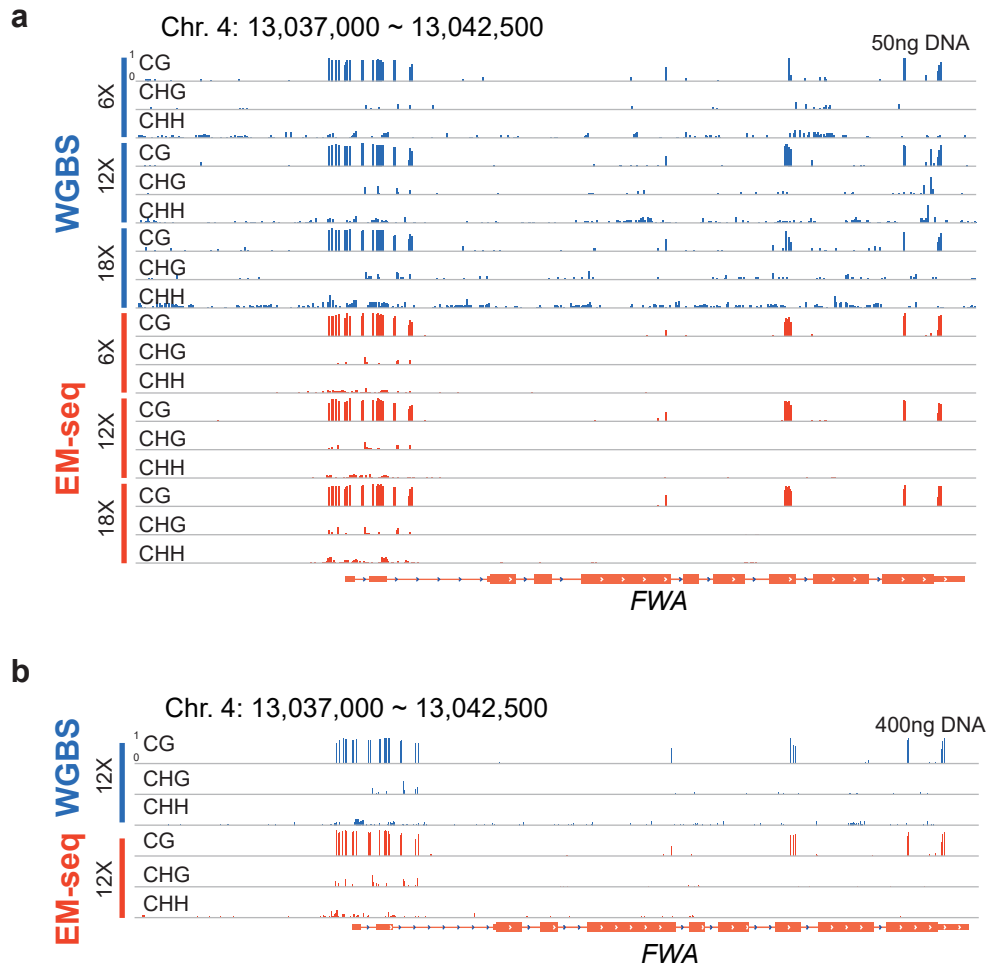 a
Chr. 4: 13,037,000 ~ 13,042,500
50ng DNA
WGBS
6X
1
0
CG
CHG
CHH
12X
CG
CHG
CHH
18X
CG
CHG
CHH
EM-seq
6X
CG
CHG
CHH
12X
CG
CHG
CHH
18X
CG
CHG
CHH
FWA
b
Chr. 4: 13,037,000 ~ 13,042,500
400ng DNA
WGBS
12X
1
0
CG
CHG
CHH
EM-seq
12X
CG
CHG
CHH
FWA